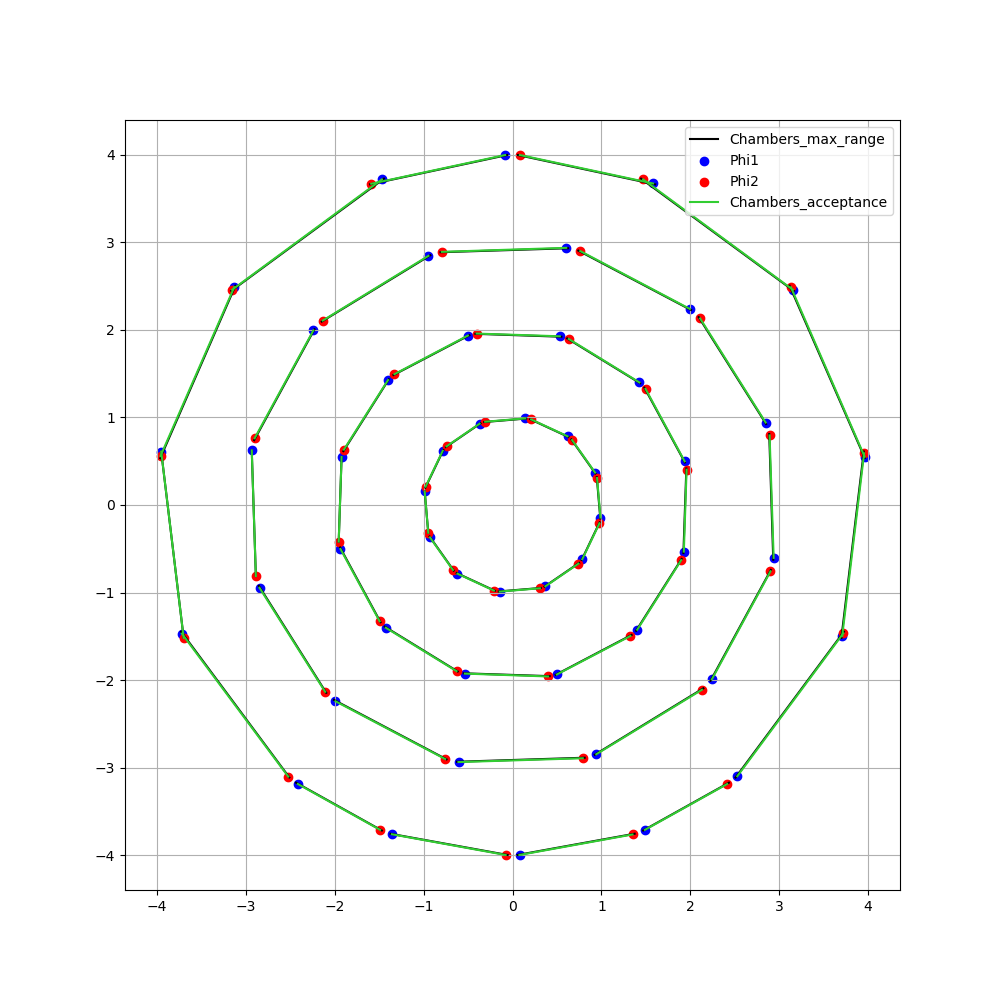 Chambers_max_range
Phi1
Phi2
Chambers_acceptance
4
3
2
1
0
−1
−2
−3
−4
−4 −3 −2 −1 0 1 2 3 4